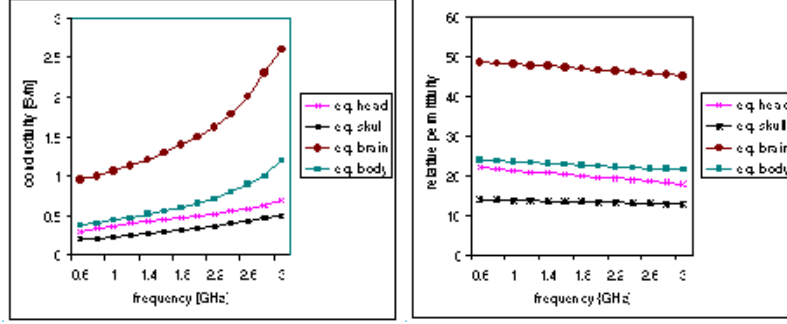 3
2.5
2
1.5
1
0.5
0
conductivity [S/m]
0.6 1 1.4 1.8 2.2 2.6 3
frequency [GHz]
eq. head
eq. skull
eq. brain
eq. body
60
50
40
30
20
10
0
relative permittivity
0.6 1 1.4 1.8 2.2 2.6 3
frequency [GHz]
eq. head
eq. skull
eq. brain
eq. body